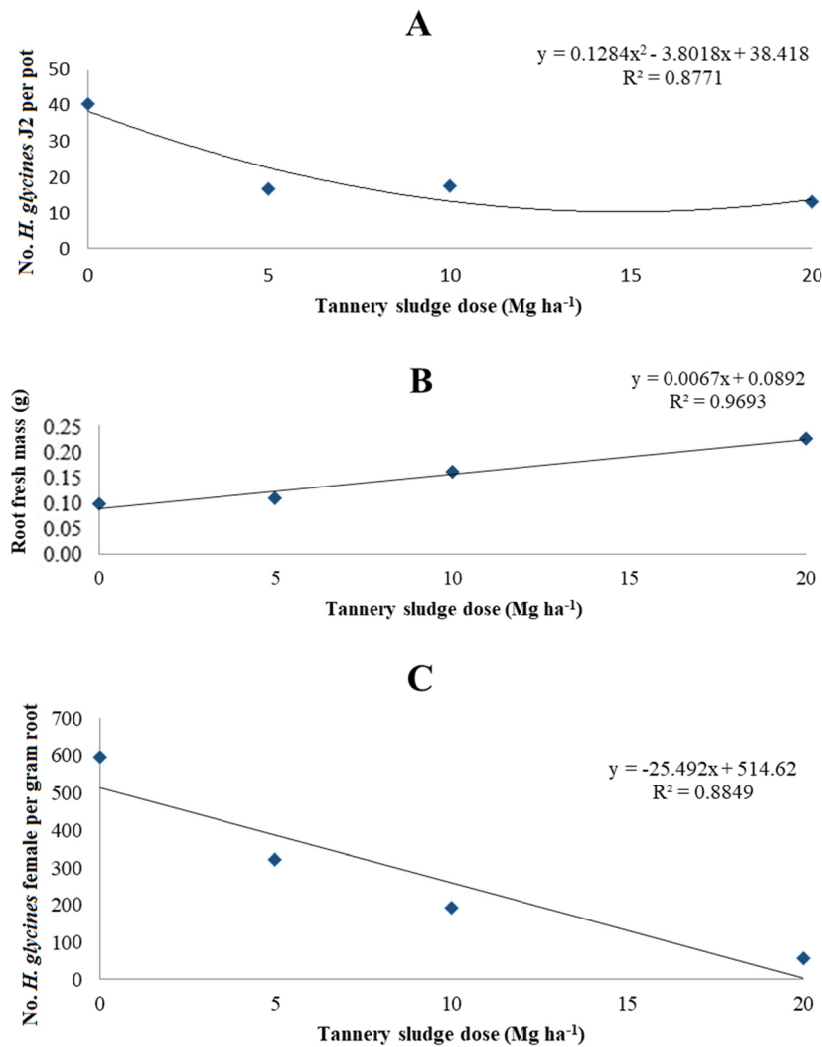 A
y = 0.1284x² - 3.8018x + 38.418
R² = 0.8771
No. H. glycines J2 per pot
50
40
30
20
10
0
0 5 10 15 20
Tannery sludge dose (Mg ha⁻¹)
B
y = 0.0067x + 0.0892
R² = 0.9693
Root fresh mass (g)
0.25
0.20
0.15
0.10
0.05
0.00
0 5 10 15 20
Tannery sludge dose (Mg ha⁻¹)
C
y = -25.492x + 514.62
R² = 0.8849
No. H. glycines female per gram root
700
600
500
400
300
200
100
0
0 5 10 15 20
Tannery sludge dose (Mg ha⁻¹)